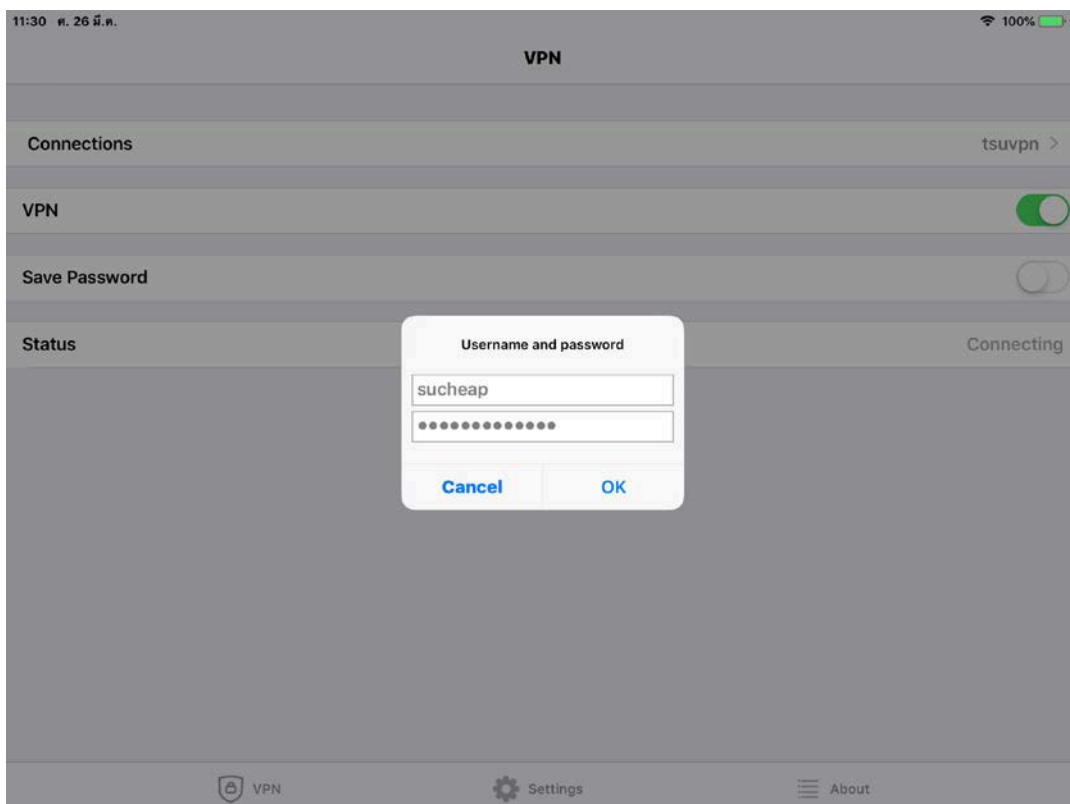 11:30 ศ. 26 มี.ค.
100%
VPN
Connections
tsuvpn
VPN
Save Password
Status
Connecting
Username and password
sucheap
•••••••••••••
Cancel
OK
VPN
Settings
About